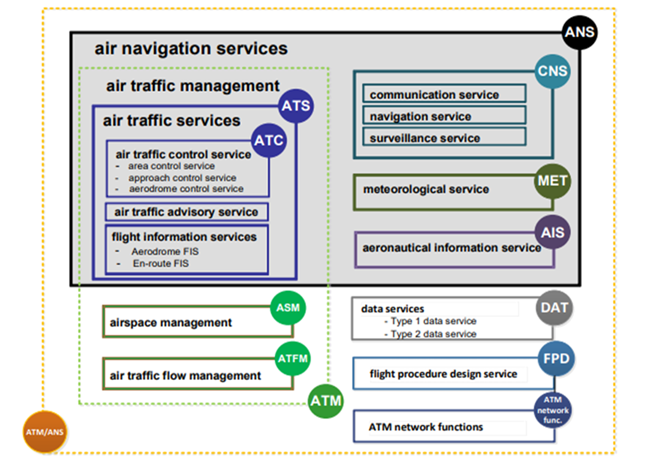 ANS
air navigation services
air traffic management
ATS
air traffic services
ATC
air traffic control service
- area control service
- approach control service
- aerodrome control service
air traffic advisory service
flight information services
- Aerodrome FIS
- En-route FIS
CNS
communication service
navigation service
surveillance service
MET
meteorological service
AIS
aeronautical information service
ASM
airspace management
ATFM
air traffic flow management
ATM
DAT
data services
- Type 1 data service
- Type 2 data service
FPD
flight procedure design service
ATM
network
func.
ATM network functions
ATM/ANS